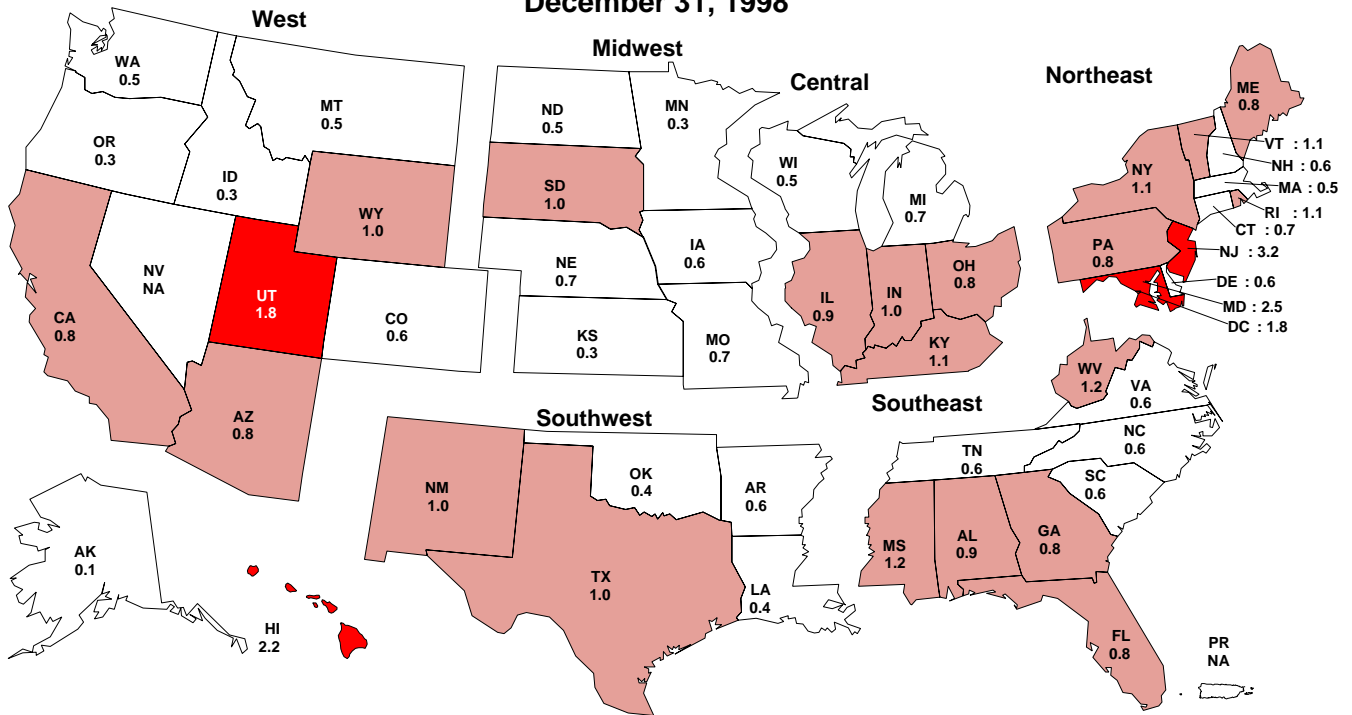 December 31, 1998
West
WA
0.5
OR
0.3
MT
0.5
ID
0.3
WY
1.0
NV
NA
UT
1.8
CA
0.8
CO
0.6
AZ
0.8
AK
0.1
HI
2.2
Midwest
ND
0.5
MN
0.3
SD
1.0
NE
0.7
IA
0.6
KS
0.3
MO
0.7
Central
WI
0.5
MI
0.7
IL
0.9
IN
1.0
OH
0.8
KY
1.1
Northeast
ME
0.8
VT : 1.1
NH : 0.6
MA : 0.5
RI : 1.1
CT : 0.7
NJ : 3.2
DE : 0.6
MD : 2.5
DC : 1.8
NY
1.1
PA
0.8
Southwest
NM
1.0
OK
0.4
AR
0.6
TX
1.0
LA
0.4
Southeast
WV
1.2
VA
0.6
TN
0.6
NC
0.6
SC
0.6
MS
1.2
AL
0.9
GA
0.8
FL
0.8
PR
NA